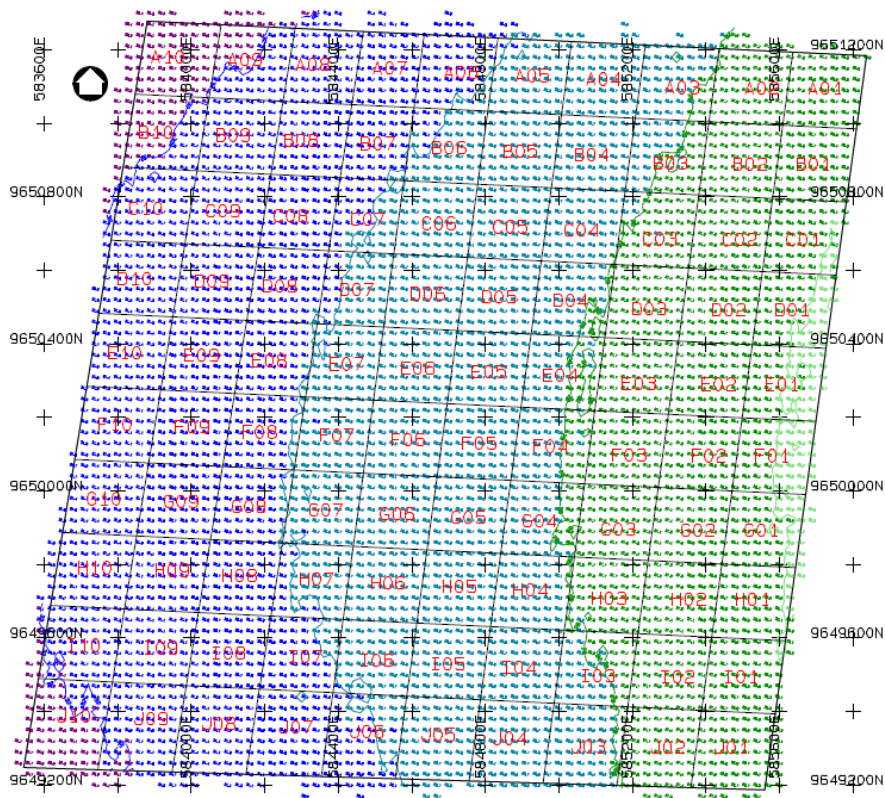 583600E 584000E 584400E 584800E 585200E 585600E 9651200N
A10 A09 A08 A07 A06 A05 A04 A03 A02 A01
B10 B09 B08 B07 B06 B05 B04 B03 B02 B01
9650800N 9650800N
C10 C09 C08 C07 C06 C05 C04 C03 C02 C01
D10 D09 D08 D07 D06 D05 D04 D03 D02 D01
9650400N 9650400N
E10 E09 E08 E07 E06 E05 E04 E03 E02 E01
F10 F09 F08 F07 F06 F05 F04 F03 F02 F01
9650000N 9650000N
G10 G09 G08 G07 G06 G05 G04 G03 G02 G01
H10 H09 H08 H07 H06 H05 H04 H03 H02 H01
9649600N 9649600N
I10 I09 I08 I07 I06 I05 I04 I03 I02 I01
J10 J09 J08 J07 J06 J05 J04 J03 J02 J01
584000E 584400E 584800E 585200E 585600E
9649200N 9649200N